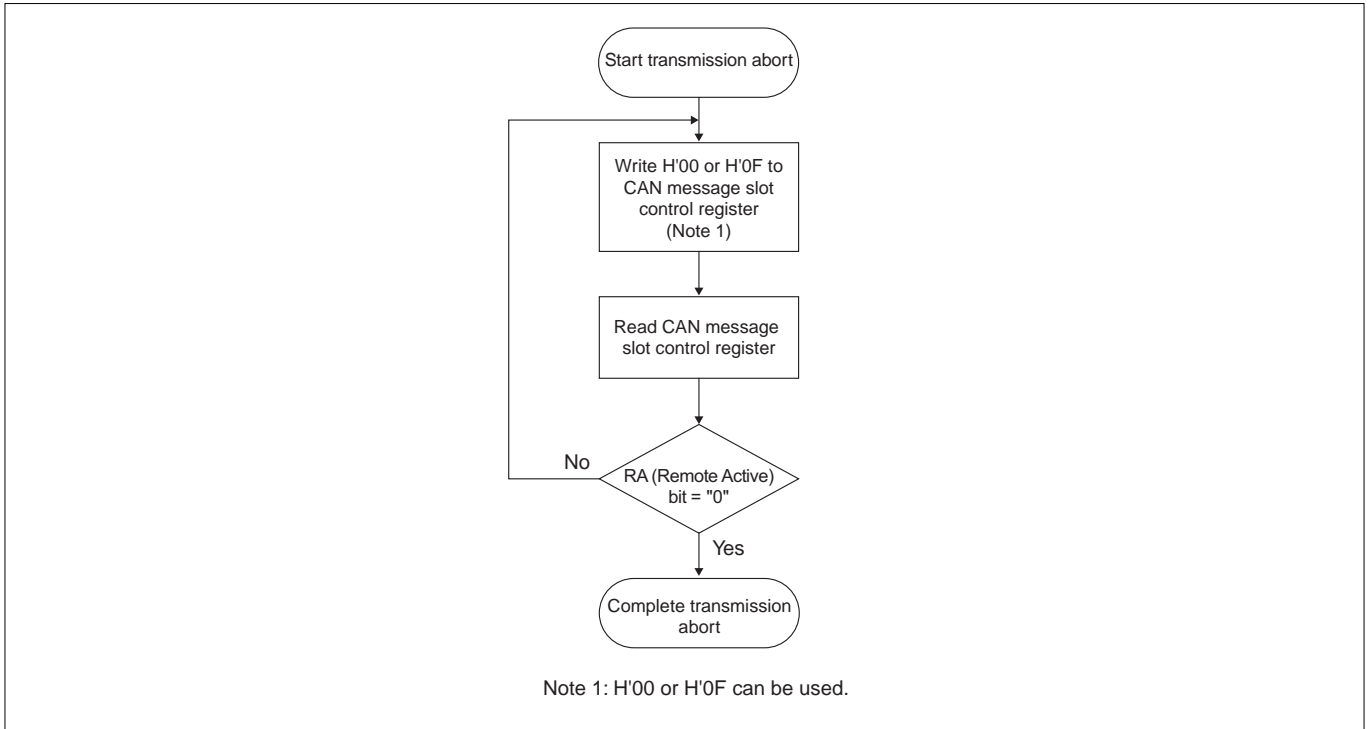 Start transmission abort
Write H'00 or H'0F to
CAN message slot
control register
(Note 1)
Read CAN message
slot control register
No
RA (Remote Active)
bit = "0"
Yes
Complete transmission
abort
Note 1: H'00 or H'0F can be used.